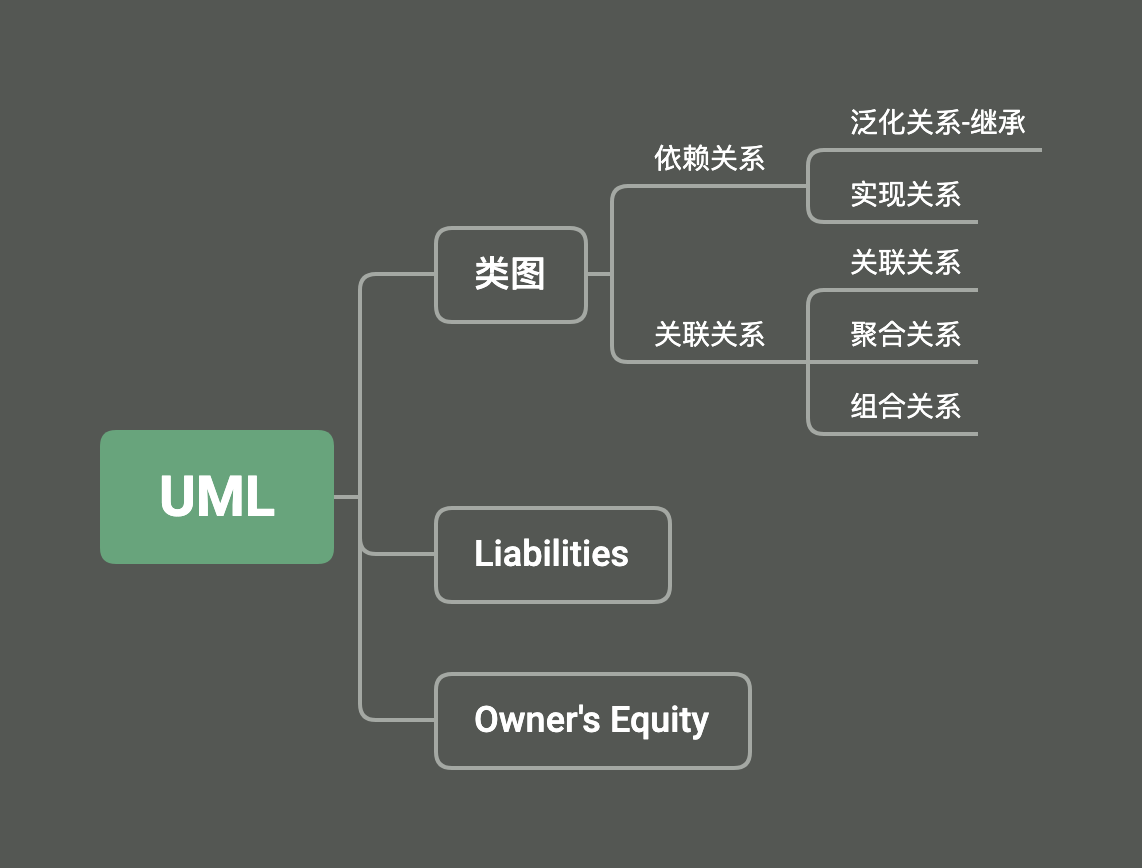 UML
类图
依赖关系
泛化关系-继承
实现关系
关联关系
关联关系
聚合关系
组合关系
Liabilities
Owner's Equity